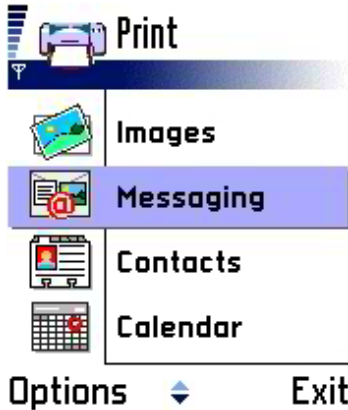 Print
Images
@ Messaging
Contacts
Calendar
Options Exit